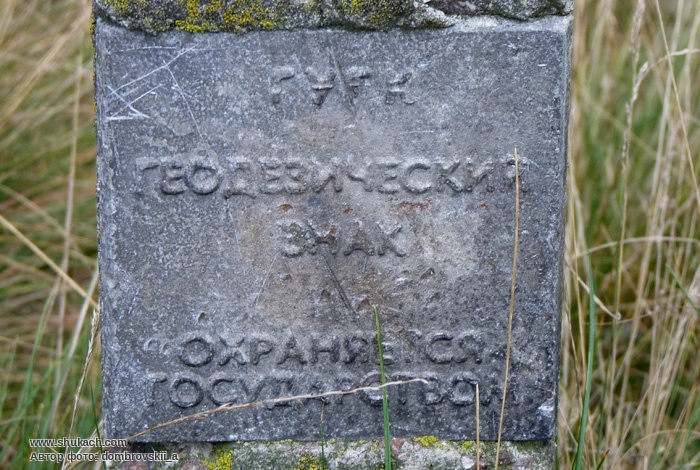 ГУГК
ГЕОДЕЗИЧЕСКИЙ
ЗНАК
"ОХРАНЯЕТСЯ
ГОСУДАРСТВОМ"
www.shukach.com
Автор фото: dombrovskii.a